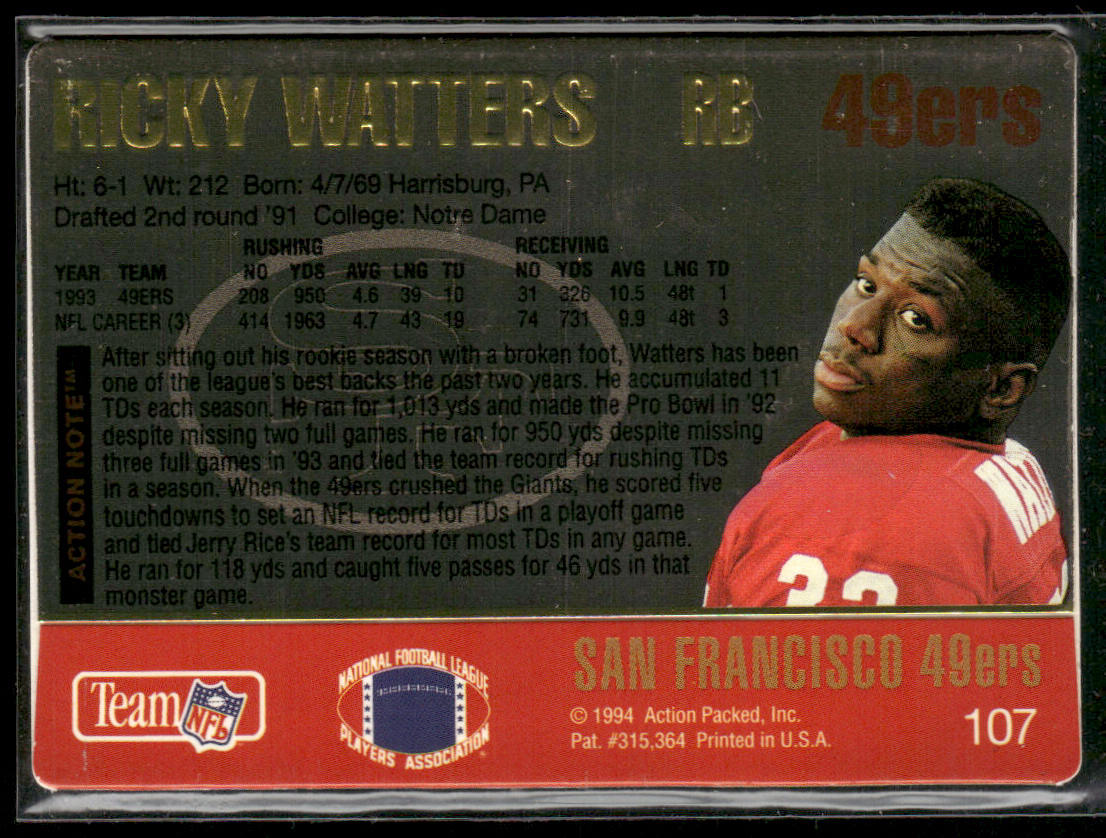 RICKY WATTERS RB 49ers
Ht: 6-1 Wt: 212 Born: 4/7/69 Harrisburg, PA
Drafted 2nd round '91 College: Notre Dame
RUSHING RECEIVING
YEAR TEAM NO YDS AVG LNG TD NO YDS AVG LNG TD
1993 49ERS 208 950 4.6 39 10 31 326 10.5 48t 1
NFL CAREER (3) 414 1963 4.7 43 19 74 731 9.9 48t 3
ACTION NOTE™
After sitting out his rookie season with a broken foot, Watters has been
one of the league's best backs the past two years. He accumulated 11
TDs each season. He ran for 1,013 yds and made the Pro Bowl in '92
despite missing two full games. He ran for 950 yds despite missing
three full games in '93 and tied the team record for rushing TDs
in a season. When the 49ers crushed the Giants, he scored five
touchdowns to set an NFL record for TDs in a playoff game
and tied Jerry Rice's team record for most TDs in any game.
He ran for 118 yds and caught five passes for 46 yds in that
monster game.
Team NFL
NATIONAL FOOTBALL LEAGUE
PLAYERS ASSOCIATION
SAN FRANCISCO 49ers
© 1994 Action Packed, Inc.
Pat. #315,364 Printed in U.S.A.
107